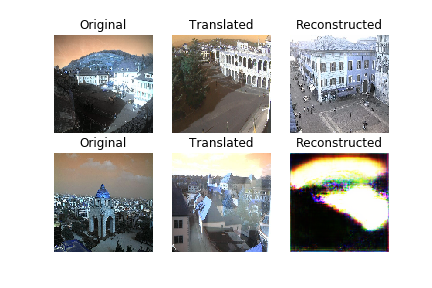 Original
Translated
Reconstructed
Original
Translated
Reconstructed